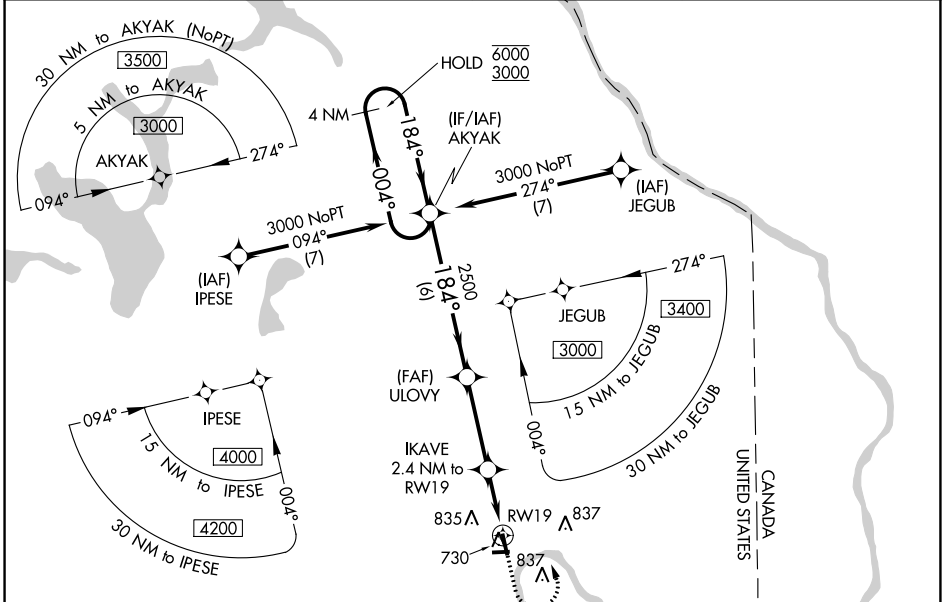 30 NM to AKYAK (NoPT)
3500
5 NM to AKYAK
3000
AKYAK
274°
094°
HOLD 6000
3000
4 NM
184°
004°
(IF/IAF)
AKYAK
3000 NoPT
274°
(7)
(IAF)
JEGUB
3000 NoPT
094°
(7)
(IAF)
IPESE
2500
184°
(6)
274°
JEGUB
3400
3000
15 NM to JEGUB
30 NM to JEGUB
004°
(FAF)
ULOVY
094°
IPESE
4000
15 NM to IPESE
004°
4200
30 NM to IPESE
IKAVE
2.4 NM to
RW19
CANADA
UNITED STATES
835
RW19
837
730
837